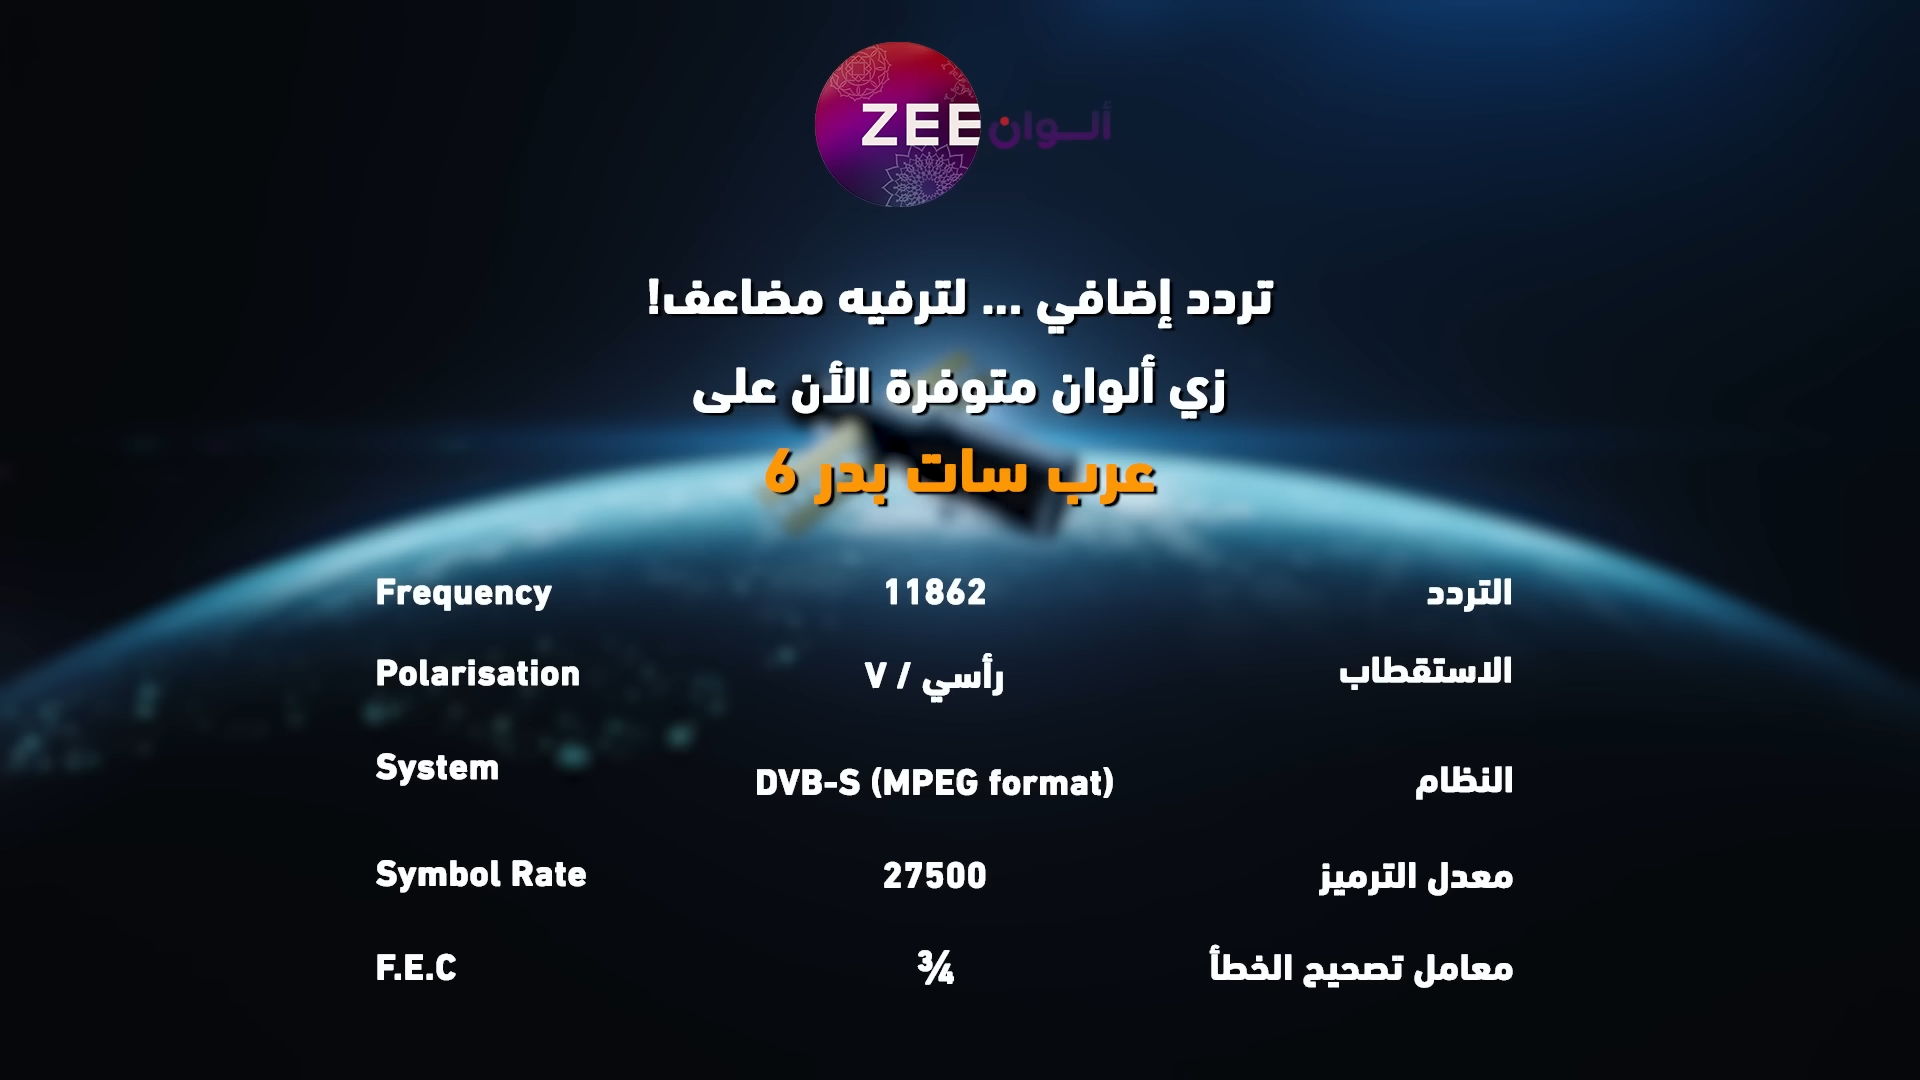 ZEE ألـوان
تردد إضافي ... لترفيه مضاعف!
زي ألوان متوفرة الأن على
عرب سات بدر 6
Frequency 11862 التردد
Polarisation رأسي / V الاستقطاب
System DVB-S (MPEG format) النظام
Symbol Rate 27500 معدل الترميز
F.E.C ¾ معامل تصحيح الخطأ